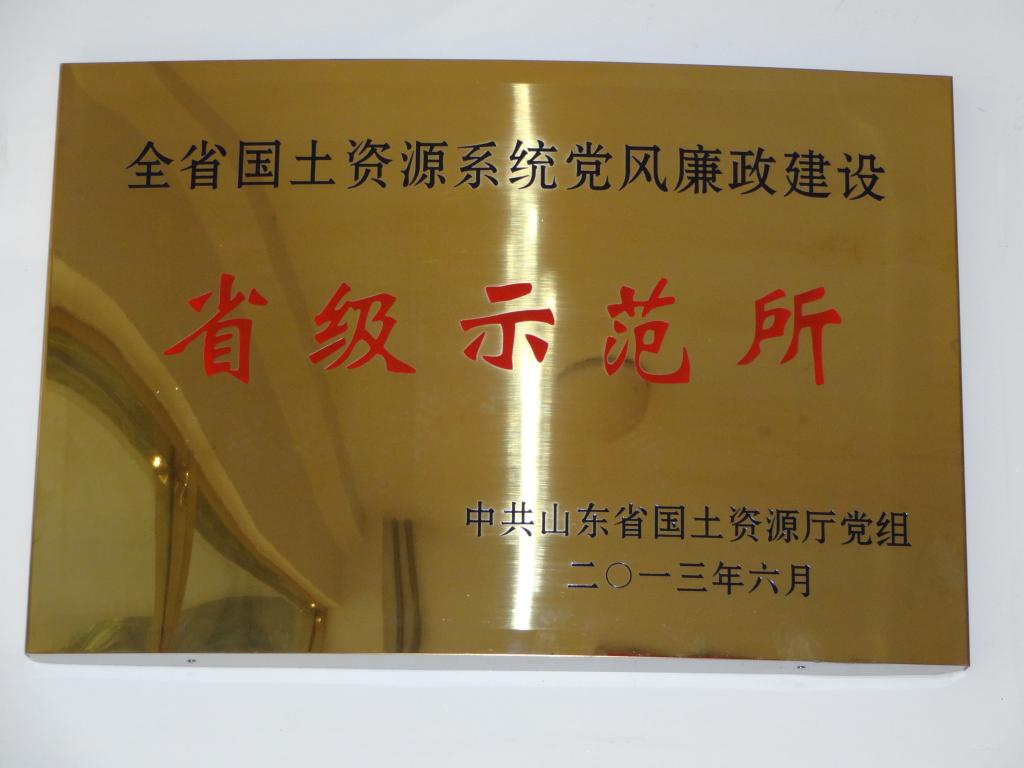 全省国土资源系统党风廉政建设
省级示范所
中共山东省国土资源厅党组
二〇一三年六月